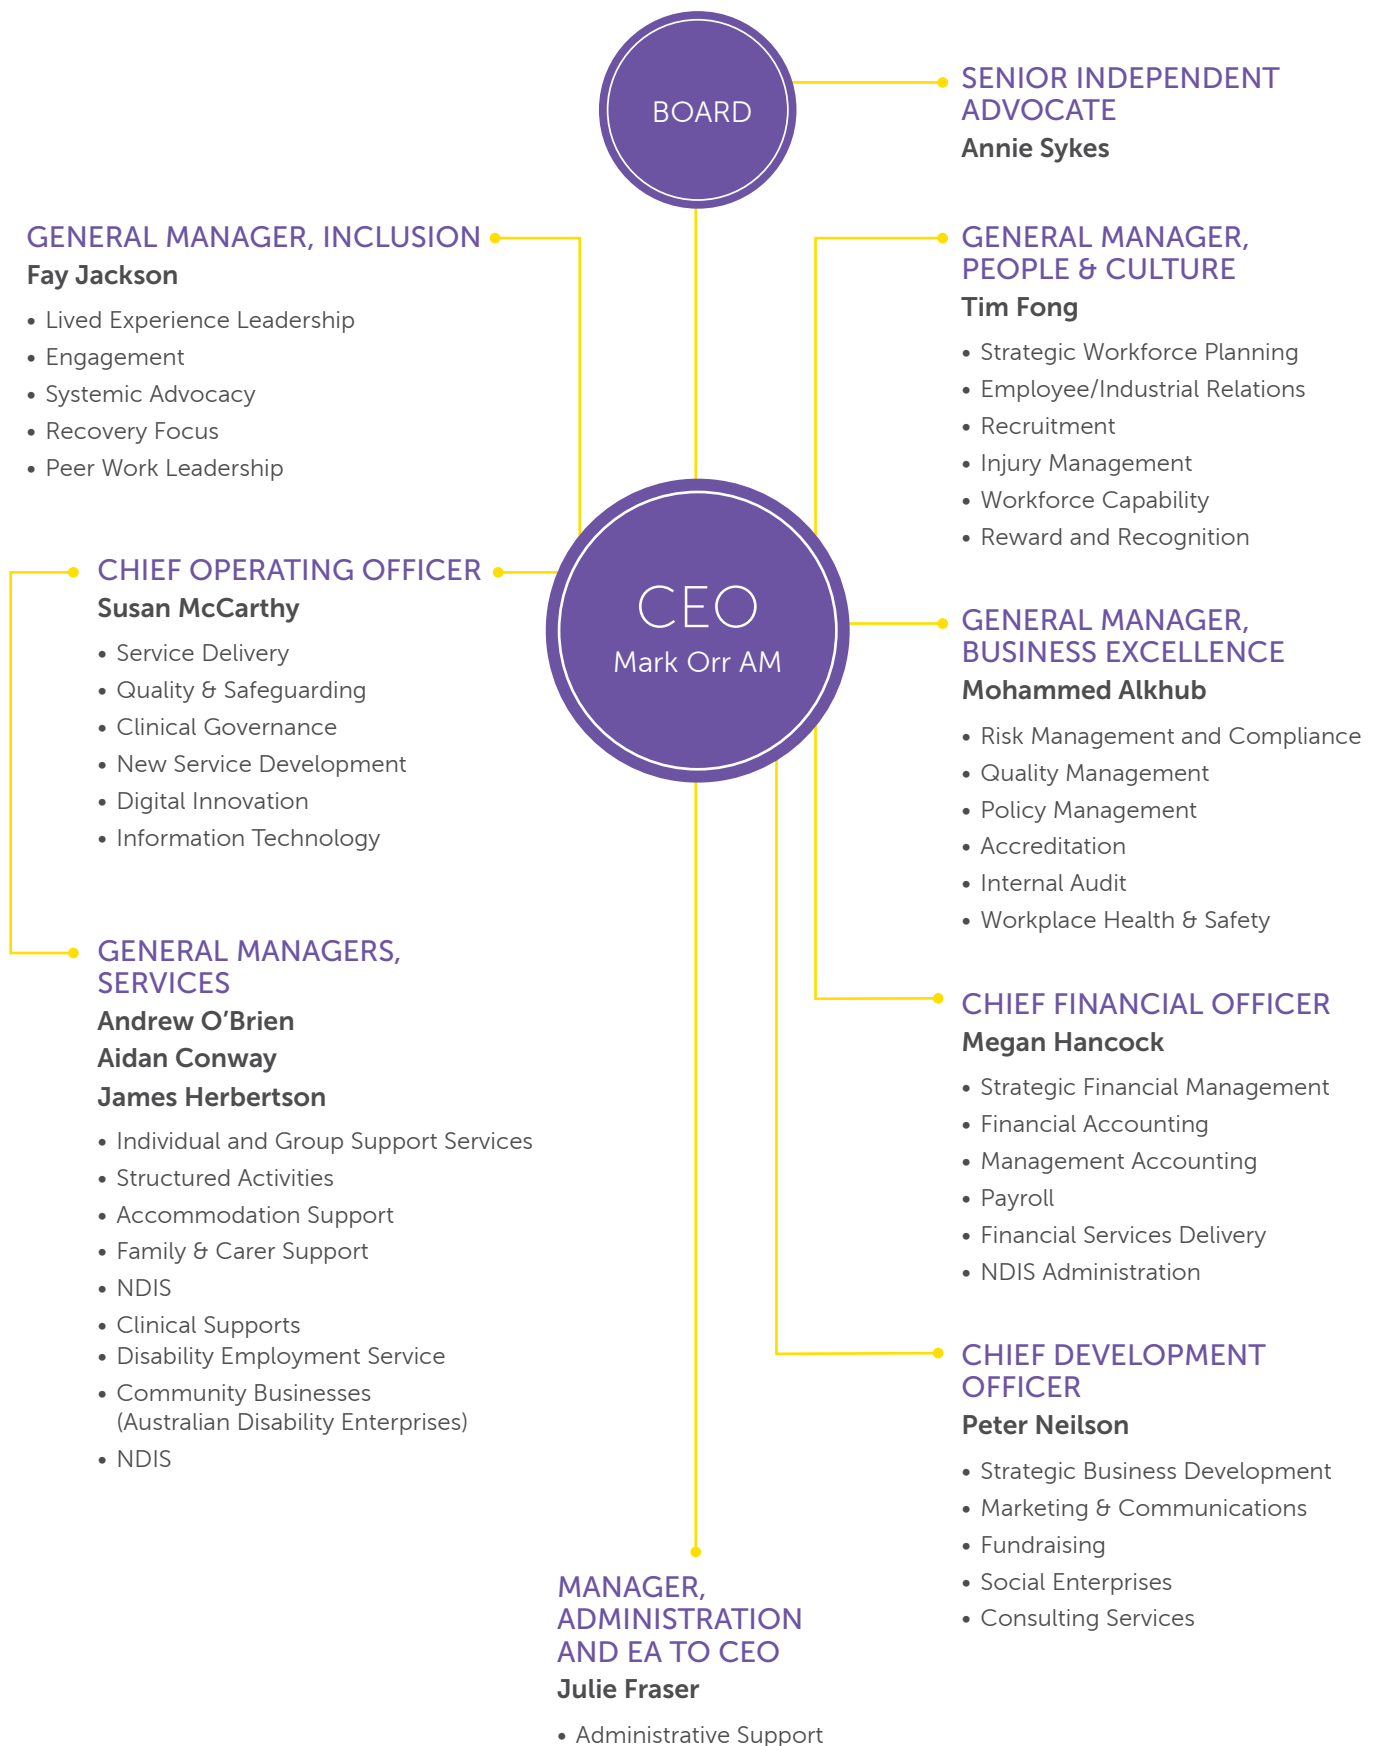 BOARD
SENIOR INDEPENDENT
ADVOCATE
Annie Sykes
GENERAL MANAGER, INCLUSION
Fay Jackson
• Lived Experience Leadership
• Engagement
• Systemic Advocacy
• Recovery Focus
• Peer Work Leadership
GENERAL MANAGER,
PEOPLE & CULTURE
Tim Fong
• Strategic Workforce Planning
• Employee/Industrial Relations
• Recruitment
• Injury Management
• Workforce Capability
• Reward and Recognition
CHIEF OPERATING OFFICER
Susan McCarthy
• Service Delivery
• Quality & Safeguarding
• Clinical Governance
• New Service Development
• Digital Innovation
• Information Technology
CEO
Mark Orr AM
GENERAL MANAGER,
BUSINESS EXCELLENCE
Mohammed Alkhub
• Risk Management and Compliance
• Quality Management
• Policy Management
• Accreditation
• Internal Audit
• Workplace Health & Safety
GENERAL MANAGERS,
SERVICES
Andrew O'Brien
Aidan Conway
James Herbertson
• Individual and Group Support Services
• Structured Activities
• Accommodation Support
• Family & Carer Support
• NDIS
• Clinical Supports
• Disability Employment Service
• Community Businesses
(Australian Disability Enterprises)
• NDIS
CHIEF FINANCIAL OFFICER
Megan Hancock
• Strategic Financial Management
• Financial Accounting
• Management Accounting
• Payroll
• Financial Services Delivery
• NDIS Administration
CHIEF DEVELOPMENT
OFFICER
Peter Neilson
• Strategic Business Development
• Marketing & Communications
• Fundraising
• Social Enterprises
• Consulting Services
MANAGER,
ADMINISTRATION
AND EA TO CEO
Julie Fraser
• Administrative Support